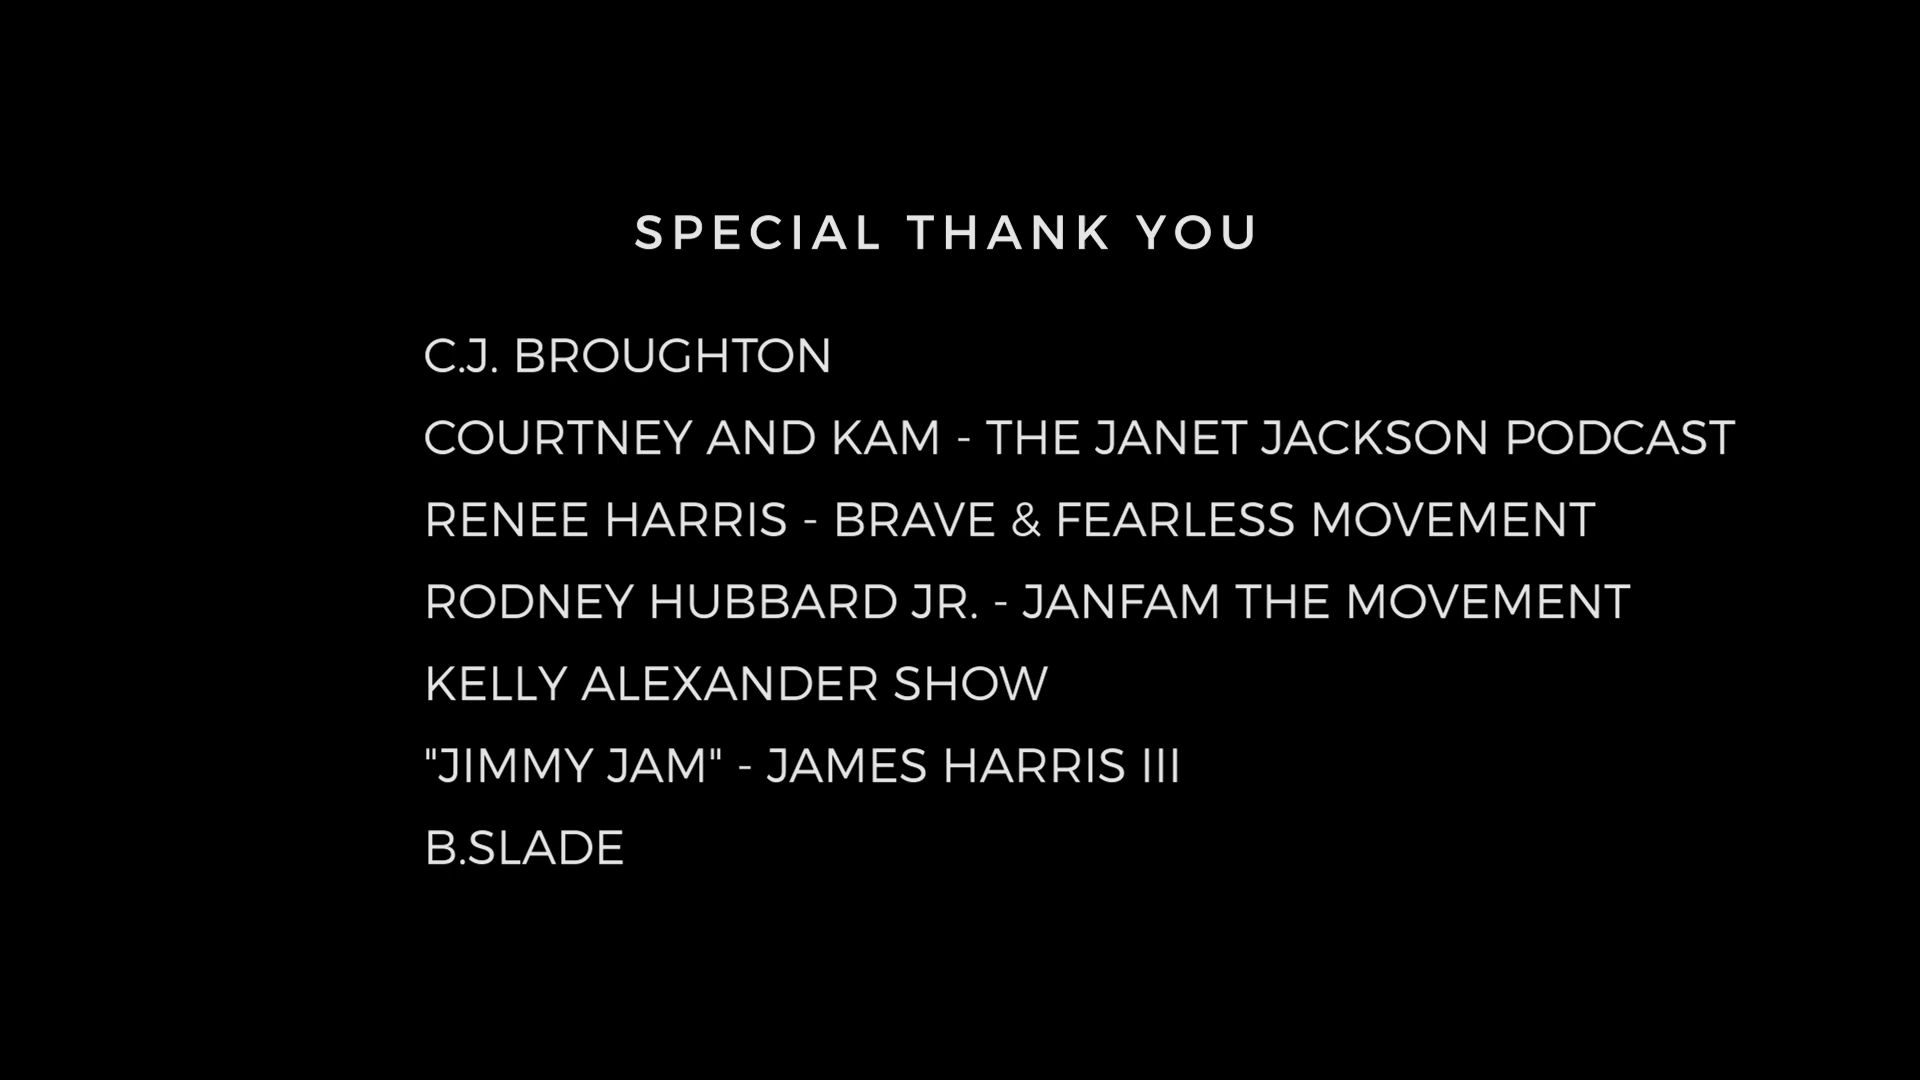 SPECIAL THANK YOU
C.J. BROUGHTON
COURTNEY AND KAM - THE JANET JACKSON PODCAST
RENEE HARRIS - BRAVE & FEARLESS MOVEMENT
RODNEY HUBBARD JR. - JANFAM THE MOVEMENT
KELLY ALEXANDER SHOW
"JIMMY JAM" - JAMES HARRIS III
B.SLADE